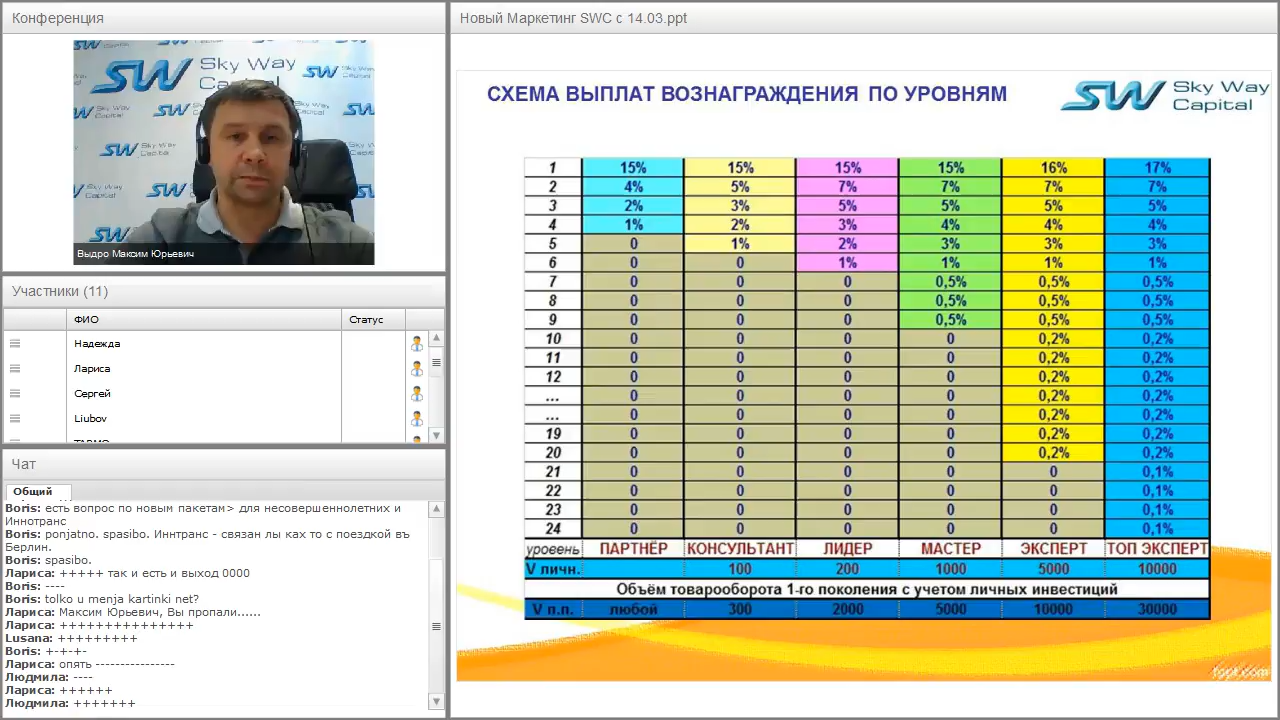 Конференция
SW Sky Way Capital
Выдро Максим Юрьевич
Участники (11)
ФИО Статус
Надежда
Лариса
Сергей
Liubov
Чат
Общий
Boris: есть вопрос по новым пакетам> для несовершеннолетних и
Иннотранс
Boris: ponjatno. spasibo. Иннтранс - связан лы как то с поездкой въ
Берлин.
Boris: spasibo.
Лариса: +++++ так и есть и выход 0000
Boris: ----
Boris: tolko u menja kartinki net?
Лариса: Максим Юрьевич, Вы пропали......
Лариса: +++++++++++++++
Lusana: +++++++++
Boris: +-+-+-
Лариса: опять ----------------
Людмила: ----
Лариса: ++++++
Людмила: +++++++
Новый Маркетинг SWC с 14.03.ppt
СХЕМА ВЫПЛАТ ВОЗНАГРАЖДЕНИЯ ПО УРОВНЯМ
SW Sky Way Capital
1 15% 15% 15% 15% 16% 17%
2 4% 5% 7% 7% 7% 7%
3 2% 3% 5% 5% 5% 5%
4 1% 2% 3% 4% 4% 4%
5 0 1% 2% 3% 3% 3%
6 0 0 1% 1% 1% 1%
7 0 0 0 0,5% 0,5% 0,5%
8 0 0 0 0,5% 0,5% 0,5%
9 0 0 0 0,5% 0,5% 0,5%
10 0 0 0 0 0,2% 0,2%
11 0 0 0 0 0,2% 0,2%
12 0 0 0 0 0,2% 0,2%
... 0 0 0 0 0,2% 0,2%
... 0 0 0 0 0,2% 0,2%
19 0 0 0 0 0,2% 0,2%
20 0 0 0 0 0,2% 0,2%
21 0 0 0 0 0 0,1%
22 0 0 0 0 0 0,1%
23 0 0 0 0 0 0,1%
24 0 0 0 0 0 0,1%
уровень ПАРТНЁР КОНСУЛЬТАНТ ЛИДЕР МАСТЕР ЭКСПЕРТ ТОП ЭКСПЕРТ
V личн. 100 200 1000 5000 10000
Объём товарооборота 1-го поколения с учетом личных инвестиций
V п.п. любой 300 2000 5000 10000 30000